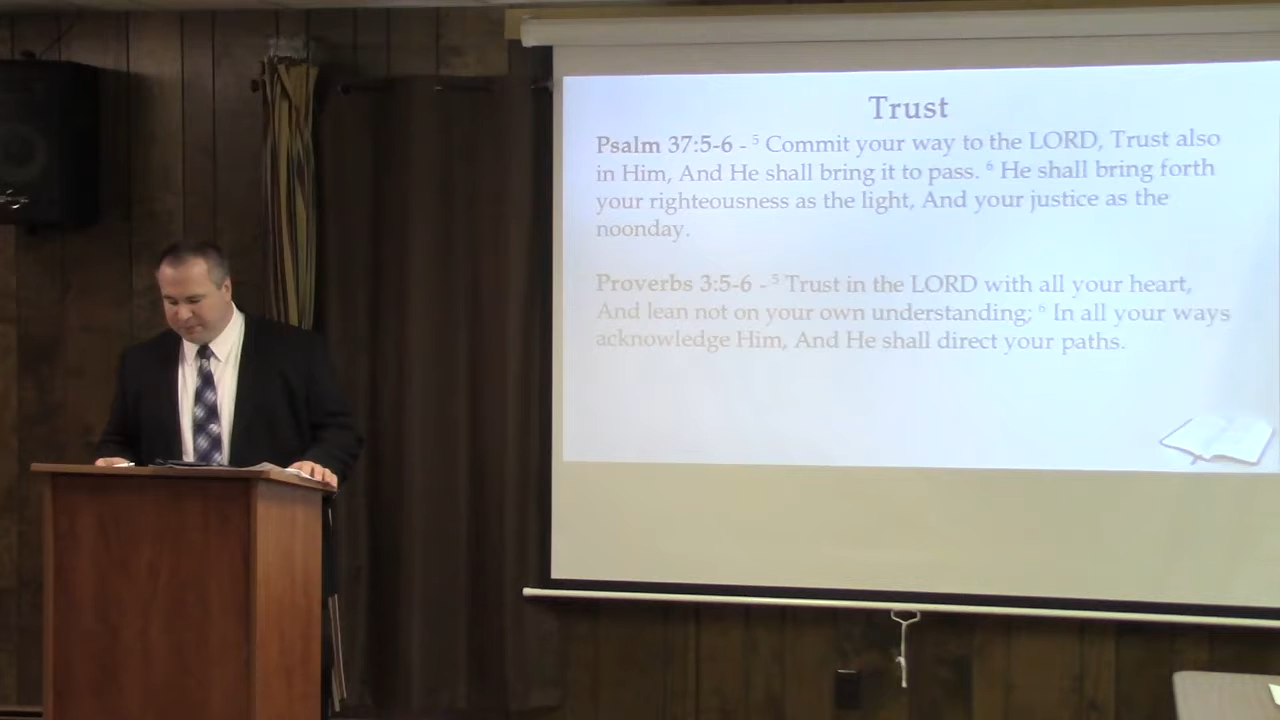 Trust
Psalm 37:5-6 - ⁵ Commit your way to the LORD, Trust also
in Him, And He shall bring it to pass. ⁶ He shall bring forth
your righteousness as the light, And your justice as the
noonday.
Proverbs 3:5-6 - ⁵ Trust in the LORD with all your heart,
And lean not on your own understanding; ⁶ In all your ways
acknowledge Him, And He shall direct your paths.